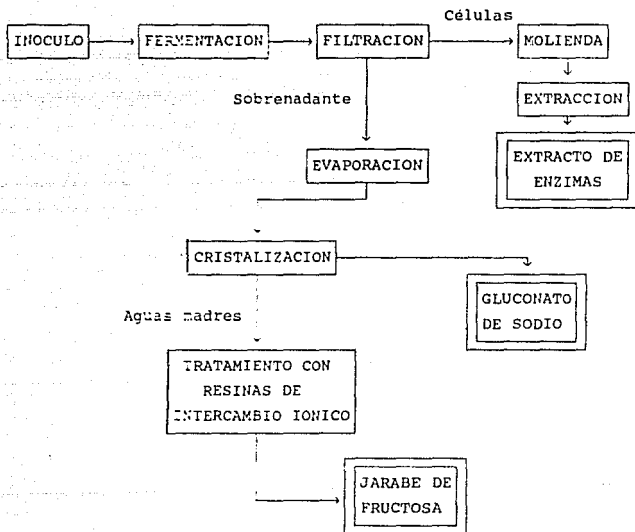 Células
INOCULO
FERMENTACION
FILTRACION
MOLIENDA
Sobrenadante
EXTRACCION
EXTRACTO DE
ENZIMAS
EVAPORACION
CRISTALIZACION
GLUCONATO
DE SODIO
Aguas madres
TRATAMIENTO CON
RESINAS DE
INTERCAMBIO IONICO
JARABE DE
FRUCTOSA